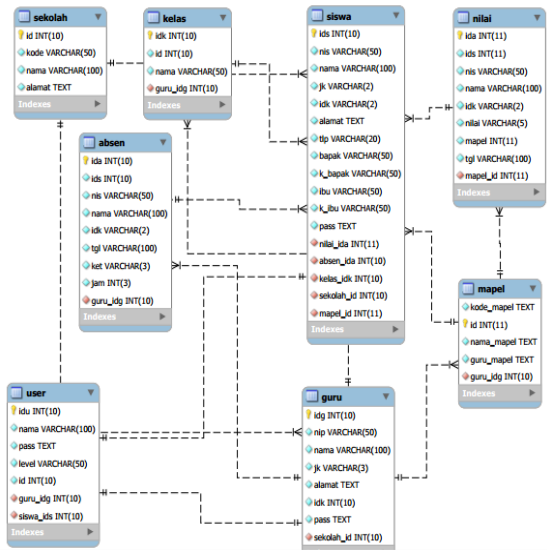 sekolah
id INT(10)
kode VARCHAR(50)
nama VARCHAR(100)
alamat TEXT
Indexes
kelas
idk INT(10)
id INT(10)
nama VARCHAR(50)
guru_idg INT(10)
Indexes
siswa
ids INT(10)
nis VARCHAR(50)
nama VARCHAR(100)
jk VARCHAR(2)
idk VARCHAR(2)
alamat TEXT
tlp VARCHAR(20)
bapak VARCHAR(50)
k_bapak VARCHAR(50)
ibu VARCHAR(50)
k_ibu VARCHAR(50)
pass TEXT
nilai_ida INT(11)
absen_ida INT(10)
kelas_idk INT(10)
sekolah_id INT(10)
mapel_id INT(11)
Indexes
nilai
ida INT(11)
ids INT(11)
nis VARCHAR(50)
nama VARCHAR(100)
idk VARCHAR(2)
nilai VARCHAR(5)
mapel INT(11)
tgl VARCHAR(100)
mapel_id INT(11)
Indexes
absen
ida INT(10)
ids INT(10)
nis VARCHAR(50)
nama VARCHAR(100)
idk VARCHAR(2)
tgl VARCHAR(100)
ket VARCHAR(3)
jam INT(3)
guru_idg INT(10)
Indexes
mapel
kode_mapel TEXT
id INT(11)
nama_mapel TEXT
guru_mapel TEXT
guru_idg INT(10)
Indexes
user
idu INT(10)
nama VARCHAR(100)
pass TEXT
level VARCHAR(50)
id INT(10)
guru_idg INT(10)
siswa_ids INT(10)
Indexes
guru
idg INT(10)
nip VARCHAR(50)
nama VARCHAR(100)
jk VARCHAR(3)
alamat TEXT
idk INT(10)
pass TEXT
sekolah_id INT(10)
Indexes